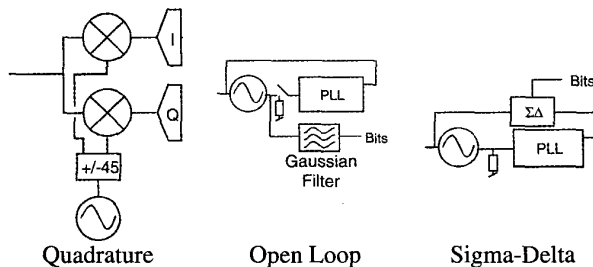 I
Q
+/-45
Quadrature
PLL
Bits
Gaussian
Filter
Open Loop
Bits
ΣΔ
PLL
Sigma-Delta